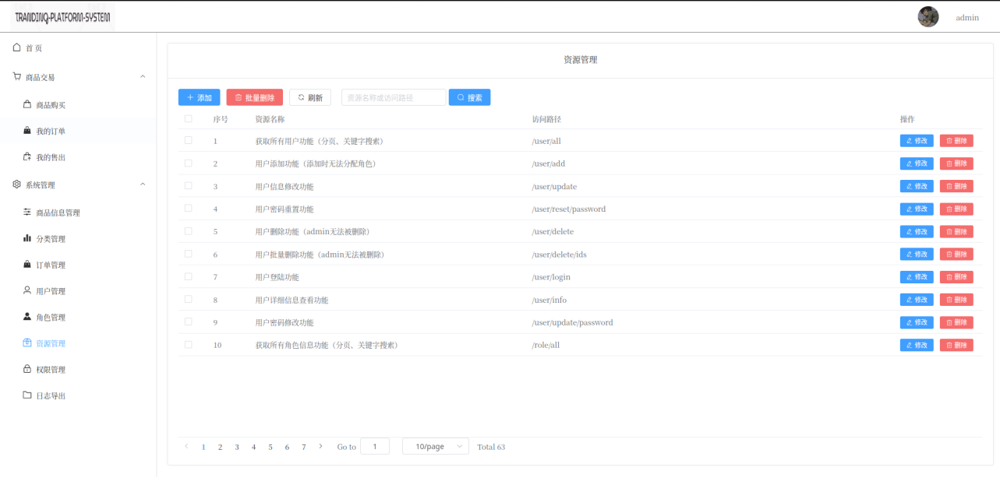 TRANDINQ-PLATFORM-SYSTEM
admin
首 页
商品交易
商品购买
我的订单
我的售出
系统管理
商品信息管理
分类管理
订单管理
用户管理
角色管理
资源管理
权限管理
日志导出
资源管理
添加 批量删除 刷新 资源名称或访问路径 搜索
序号 资源名称 访问路径 操作
1 获取所有用户功能（分页、关键字搜索） /user/all 修改 删除
2 用户添加功能（添加时无法分配角色） /user/add 修改 删除
3 用户信息修改功能 /user/update 修改 删除
4 用户密码重置功能 /user/reset/password 修改 删除
5 用户删除功能（admin无法被删除） /user/delete 修改 删除
6 用户批量删除功能（admin无法被删除） /user/delete/ids 修改 删除
7 用户登陆功能 /user/login 修改 删除
8 用户详细信息查看功能 /user/info 修改 删除
9 用户密码修改功能 /user/update/password 修改 删除
10 获取所有角色信息功能（分页、关键字搜索） /role/all 修改 删除
1 2 3 4 5 6 7 Go to 1 10/page Total 63